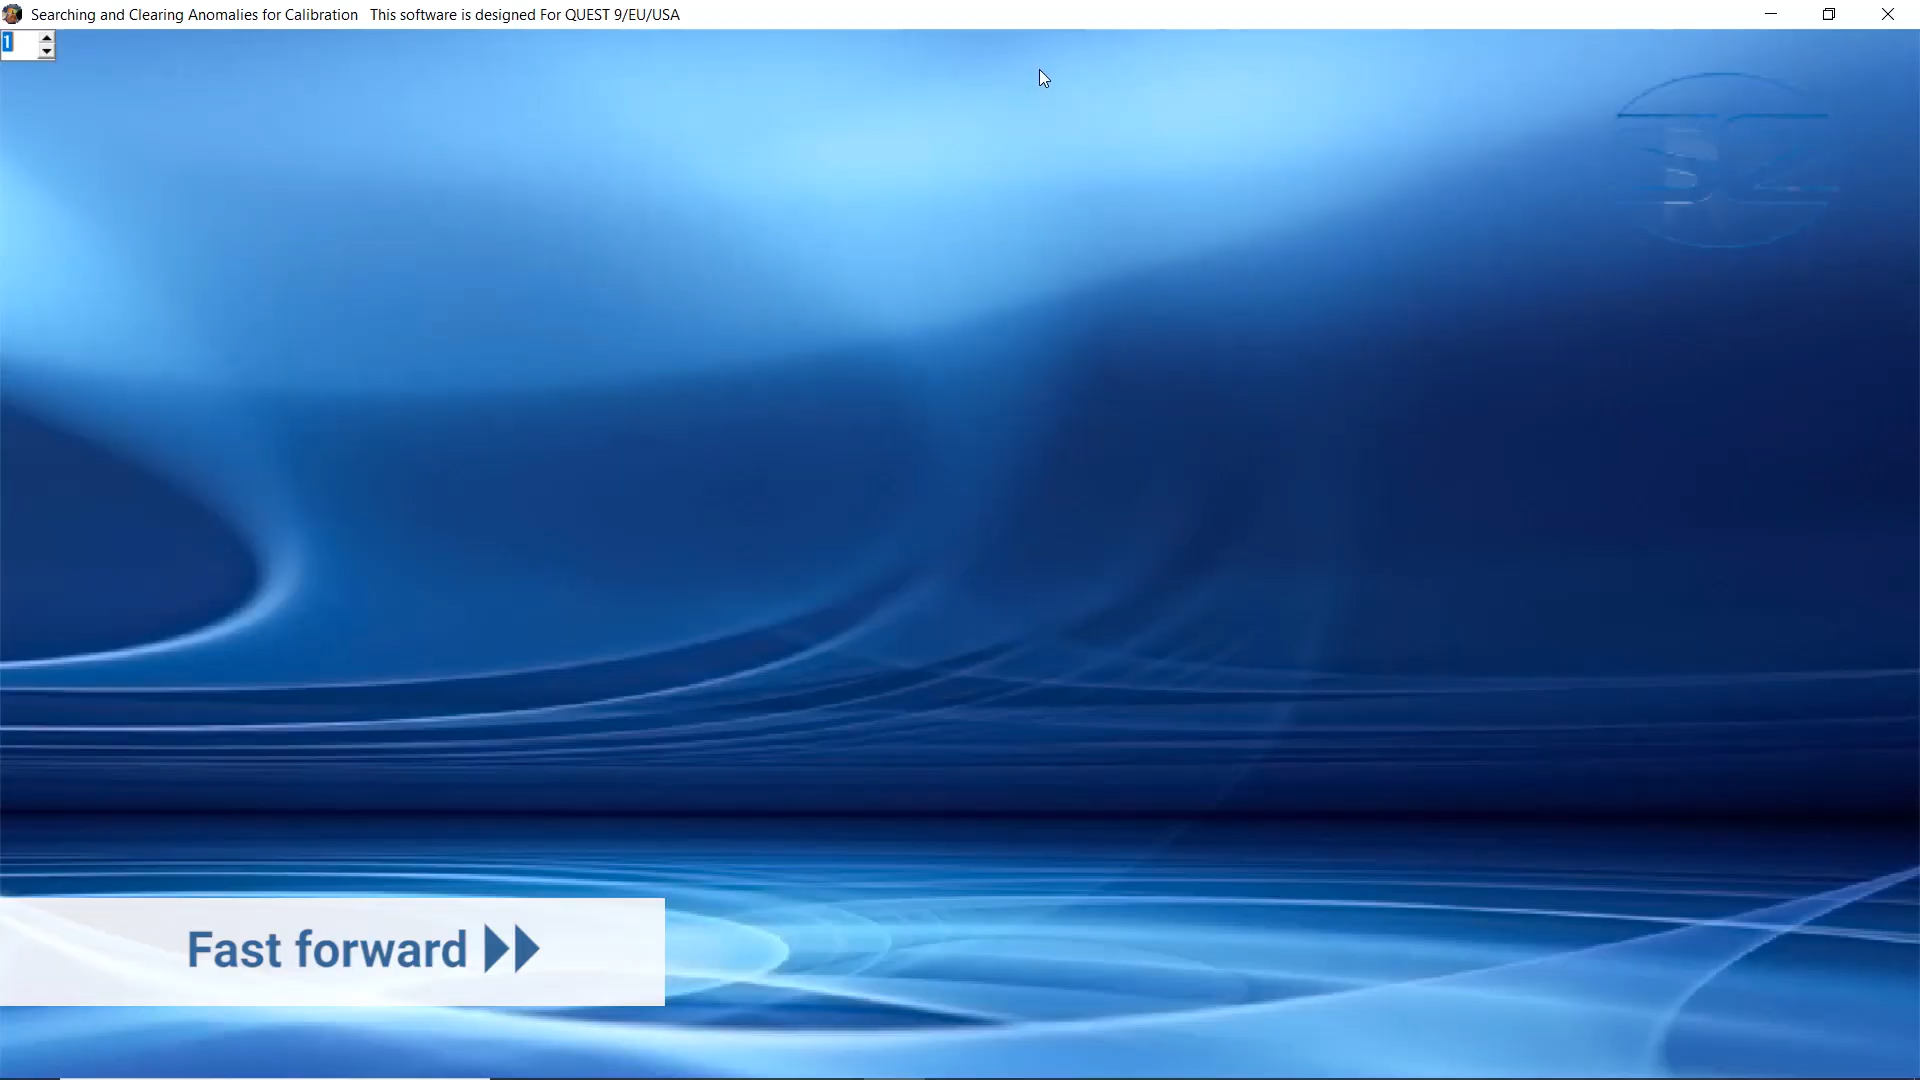 Searching and Clearing Anomalies for Calibration   This software is designed For QUEST 9/EU/USA
1
Fast forward